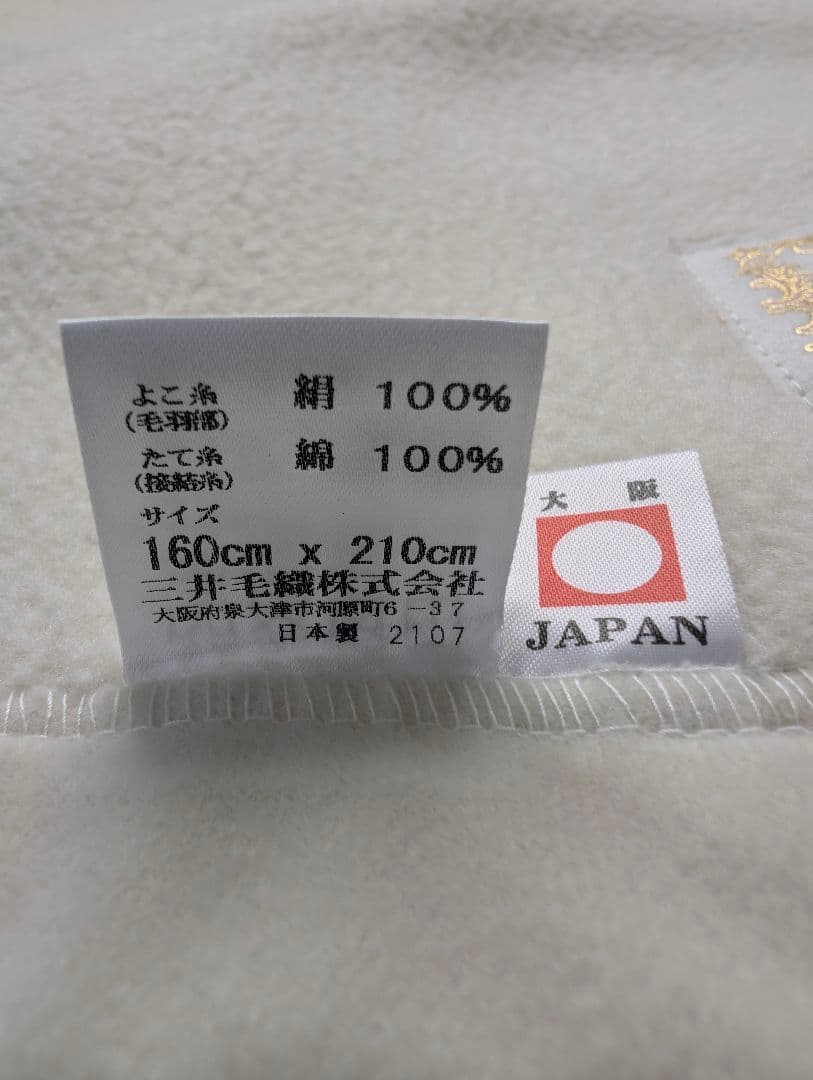 よこ糸 絹 100%
(毛羽部)
たて糸 綿 100%
(接結糸)
サイズ
160cm x 210cm
三井毛織株式会社
大阪府泉大津市河原町6-37
日本製 2107
大 阪
JAPAN